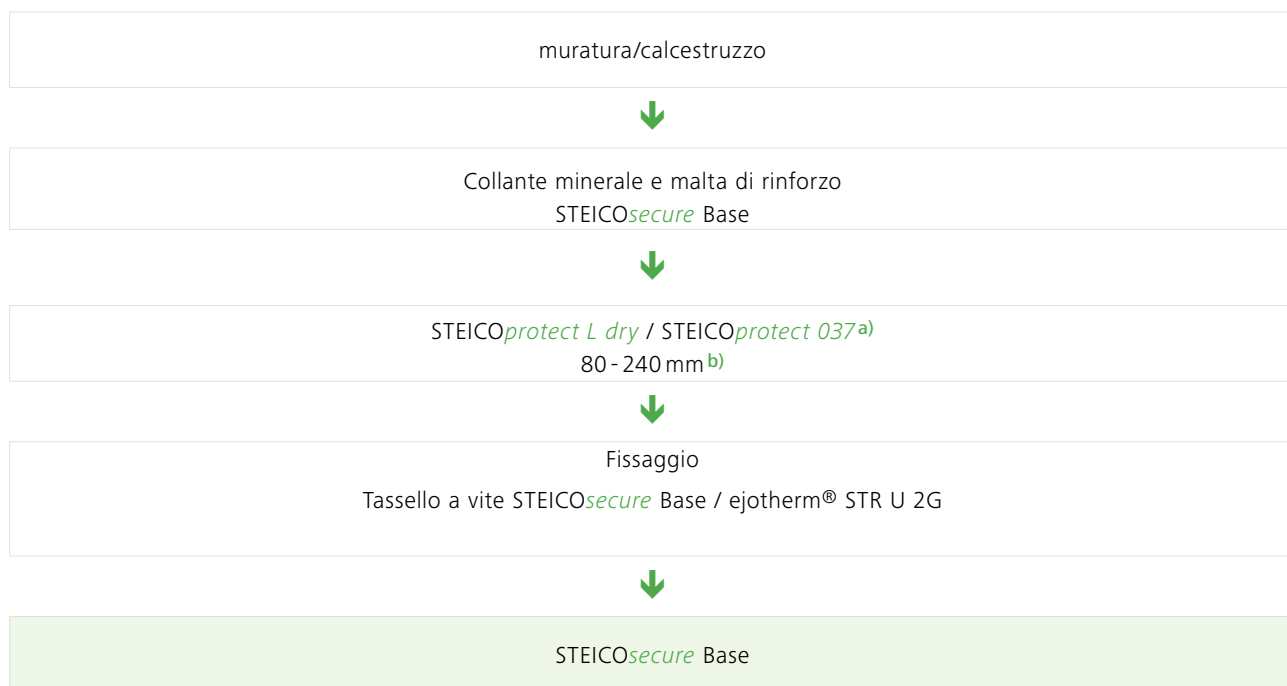 muratura/calcestruzzo
Collante minerale e malta di rinforzo
STEICOsecure Base
STEICOprotect L dry / STEICOprotect 037 a)
80 - 240 mm b)
Fissaggio
Tassello a vite STEICOsecure Base / ejotherm® STR U 2G
STEICOsecure Base